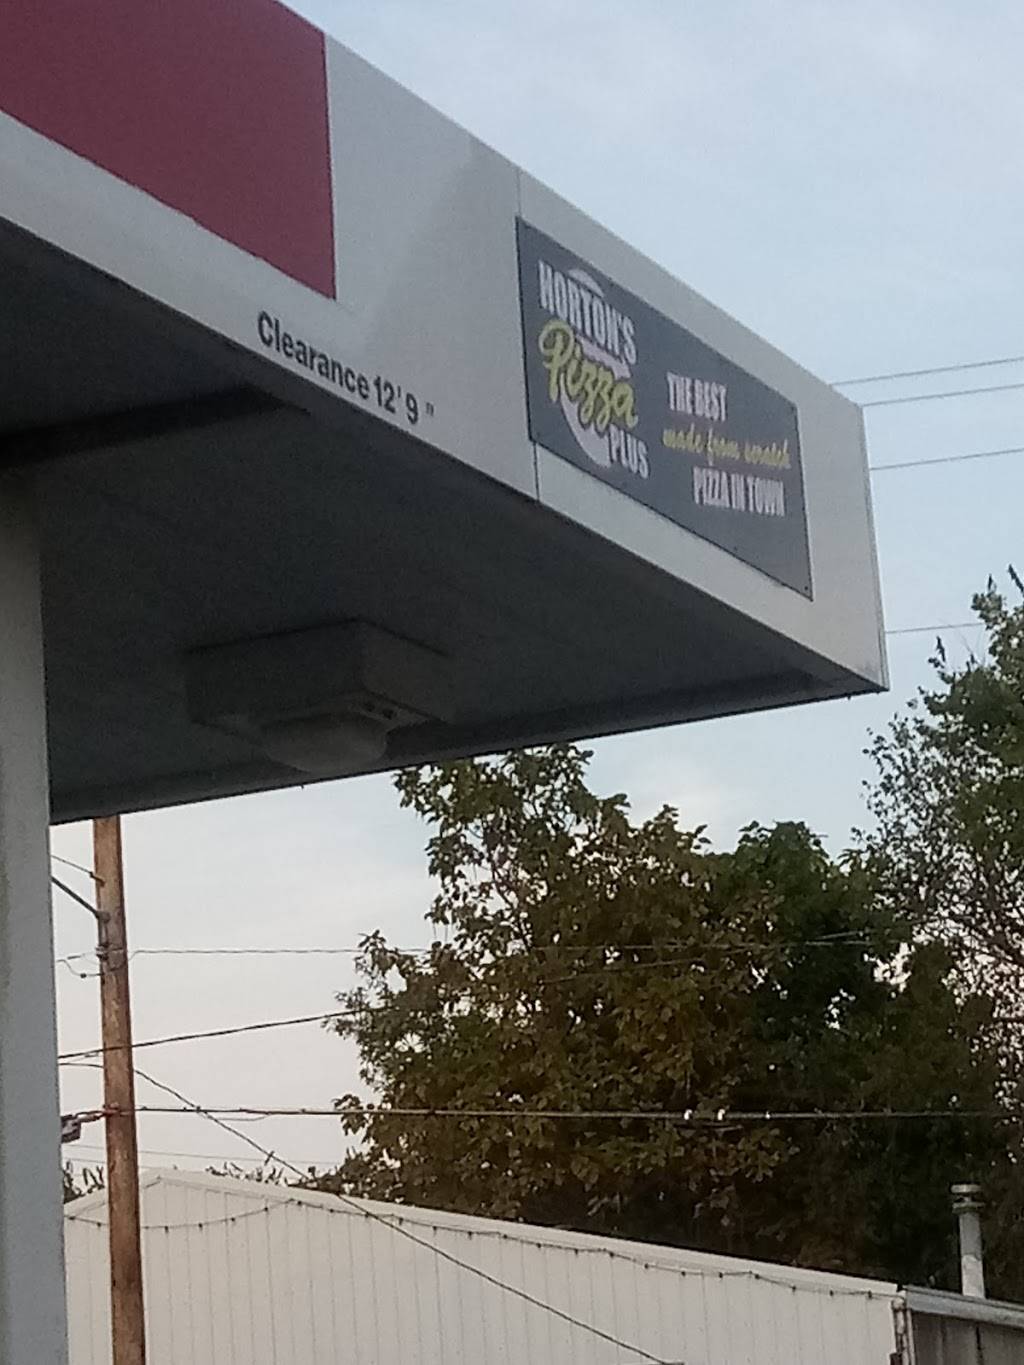 Clearance 12' 9"
HORTON'S
Pizza
PLUS
THE BEST
made from scratch
PIZZA IN TOWN